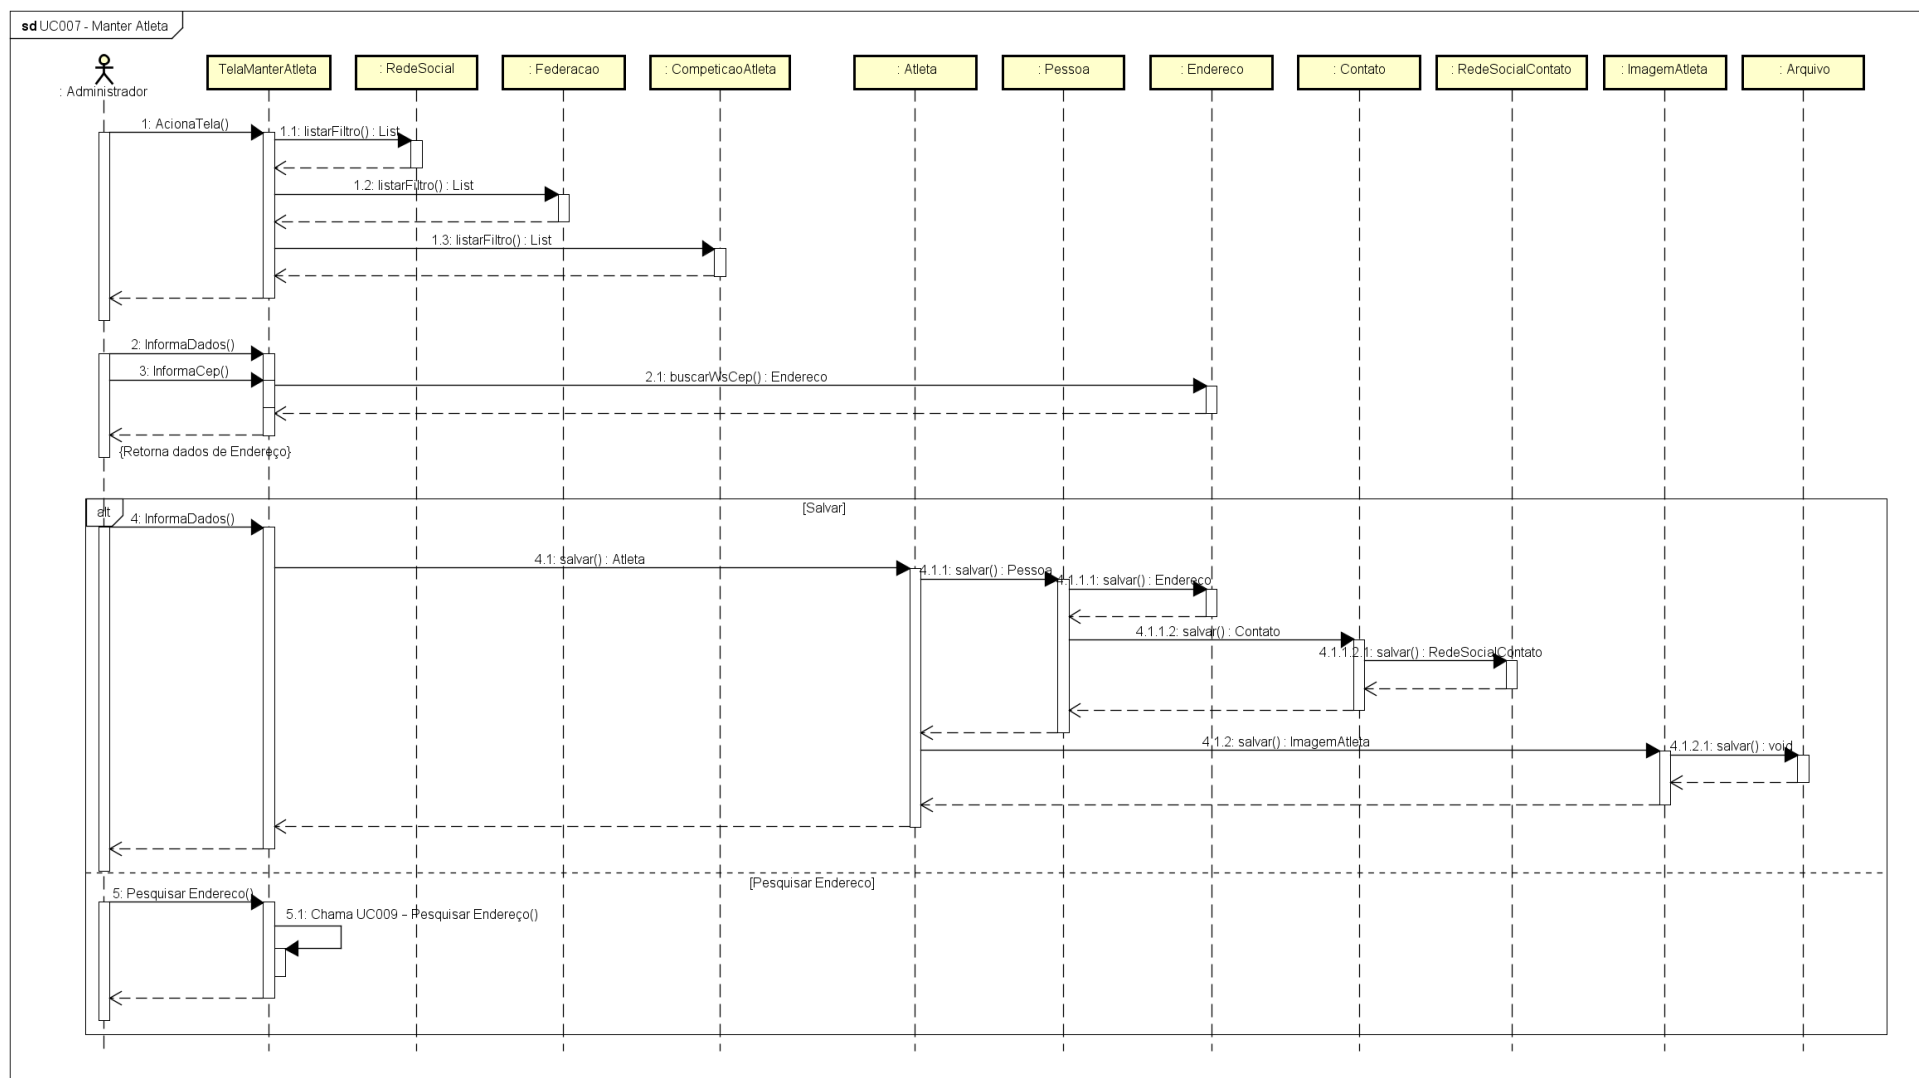 sd UC007 - Manter Atleta
: Administrador
TelaManterAtleta
: RedeSocial
: Federacao
: CompeticaoAtleta
: Atleta
: Pessoa
: Endereco
: Contato
: RedeSocialContato
: ImagemAtleta
: Arquivo
1: AcionaTela()
1.1: listarFiltro() : List
1.2: listarFiltro() : List
1.3: listarFiltro() : List
2: InformaDados()
3: InformaCep()
2.1: buscarWsCep() : Endereco
{Retorna dados de Endereço}
alt
[Salvar]
4: InformaDados()
4.1: salvar() : Atleta
4.1.1: salvar() : Pessoa
4.1.1.1: salvar() : Endereco
4.1.1.2: salvar() : Contato
4.1.1.2.1: salvar() : RedeSocialContato
4.1.2: salvar() : ImagemAtleta
4.1.2.1: salvar() : void
[Pesquisar Endereco]
5: Pesquisar Endereco()
5.1: Chama UC009 – Pesquisar Endereço()